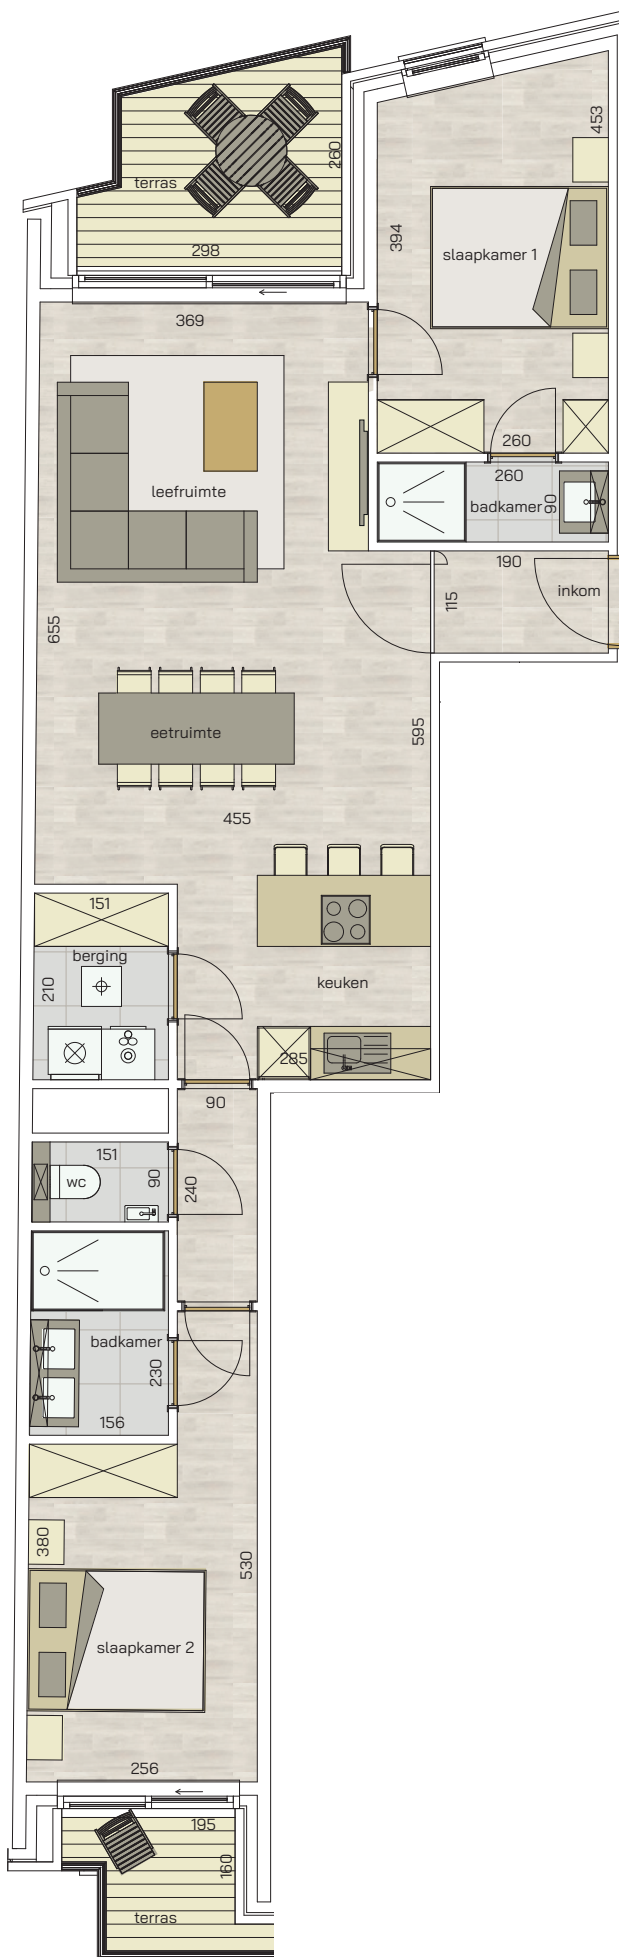 453
260
terras
394
298
slaapkamer 1
369
260
260
leefruimte
badkamer
90
190
inkom
115
655
595
eetruimte
455
151
berging
210
keuken
285
90
151
wc
90
240
badkamer
230
156
380
530
slaapkamer 2
256
195
160
terras